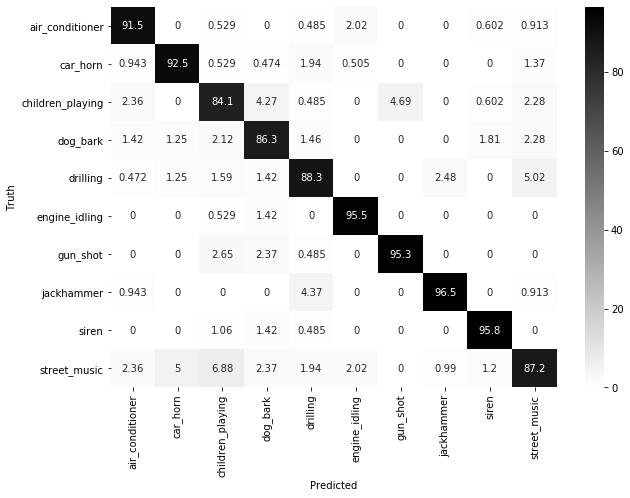 air_conditioner 91.5 0 0.529 0 0.485 2.02 0 0 0.602 0.913
car_horn 0.943 92.5 0.529 0.474 1.94 0.505 0 0 0 1.37
children_playing 2.36 0 84.1 4.27 0.485 0 4.69 0 0.602 2.28
dog_bark 1.42 1.25 2.12 86.3 1.46 0 0 0 1.81 2.28
drilling 0.472 1.25 1.59 1.42 88.3 0 0 2.48 0 5.02
engine_idling 0 0 0.529 1.42 0 95.5 0 0 0 0
gun_shot 0 0 2.65 2.37 0.485 0 95.3 0 0 0
jackhammer 0.943 0 0 0 4.37 0 0 96.5 0 0.913
siren 0 0 1.06 1.42 0.485 0 0 0 95.8 0
street_music 2.36 5 6.88 2.37 1.94 2.02 0 0.99 1.2 87.2
Truth
air_conditioner car_horn children_playing dog_bark drilling engine_idling gun_shot jackhammer siren street_music
Predicted
80
60
40
20
0